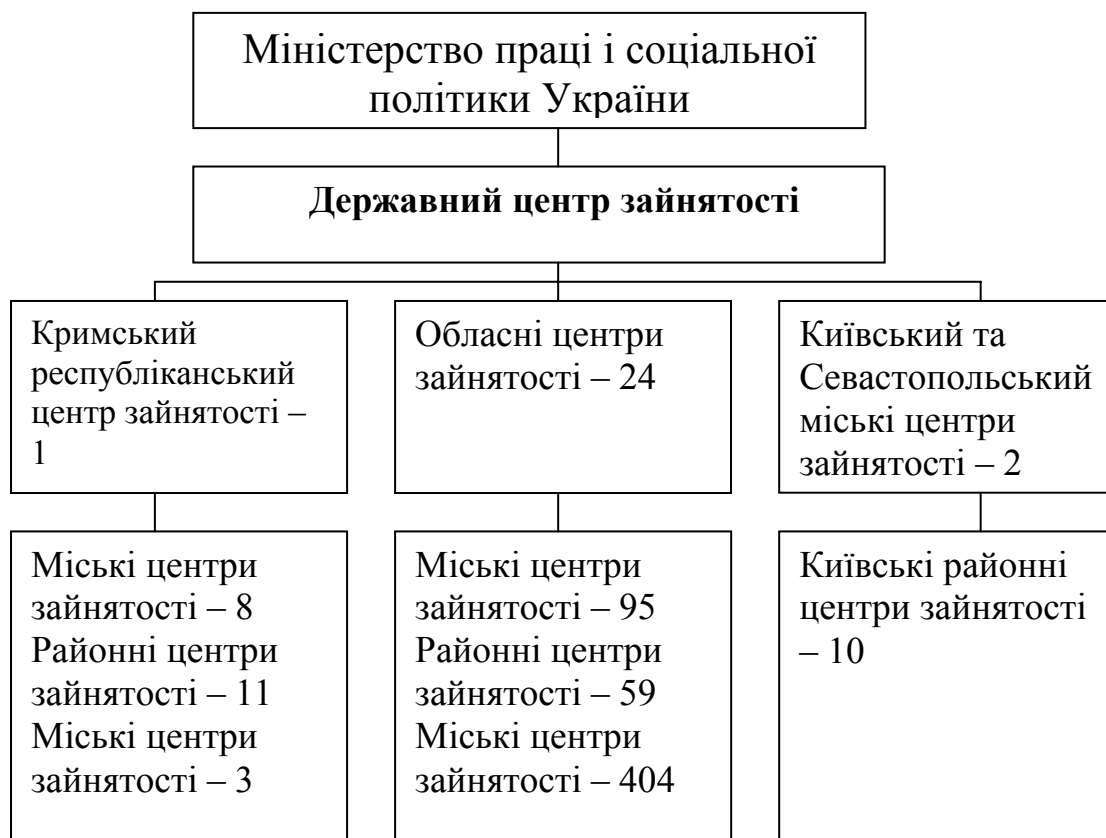 Міністерство праці і соціальної
політики України
Державний центр зайнятості
Кримський
республіканський
центр зайнятості –
1
Обласні центри
зайнятості – 24
Київський та
Севастопольський
міські центри
зайнятості – 2
Міські центри
зайнятості – 8
Районні центри
зайнятості – 11
Міські центри
зайнятості – 3
Міські центри
зайнятості – 95
Районні центри
зайнятості – 59
Міські центри
зайнятості – 404
Київські районні
центри зайнятості
– 10